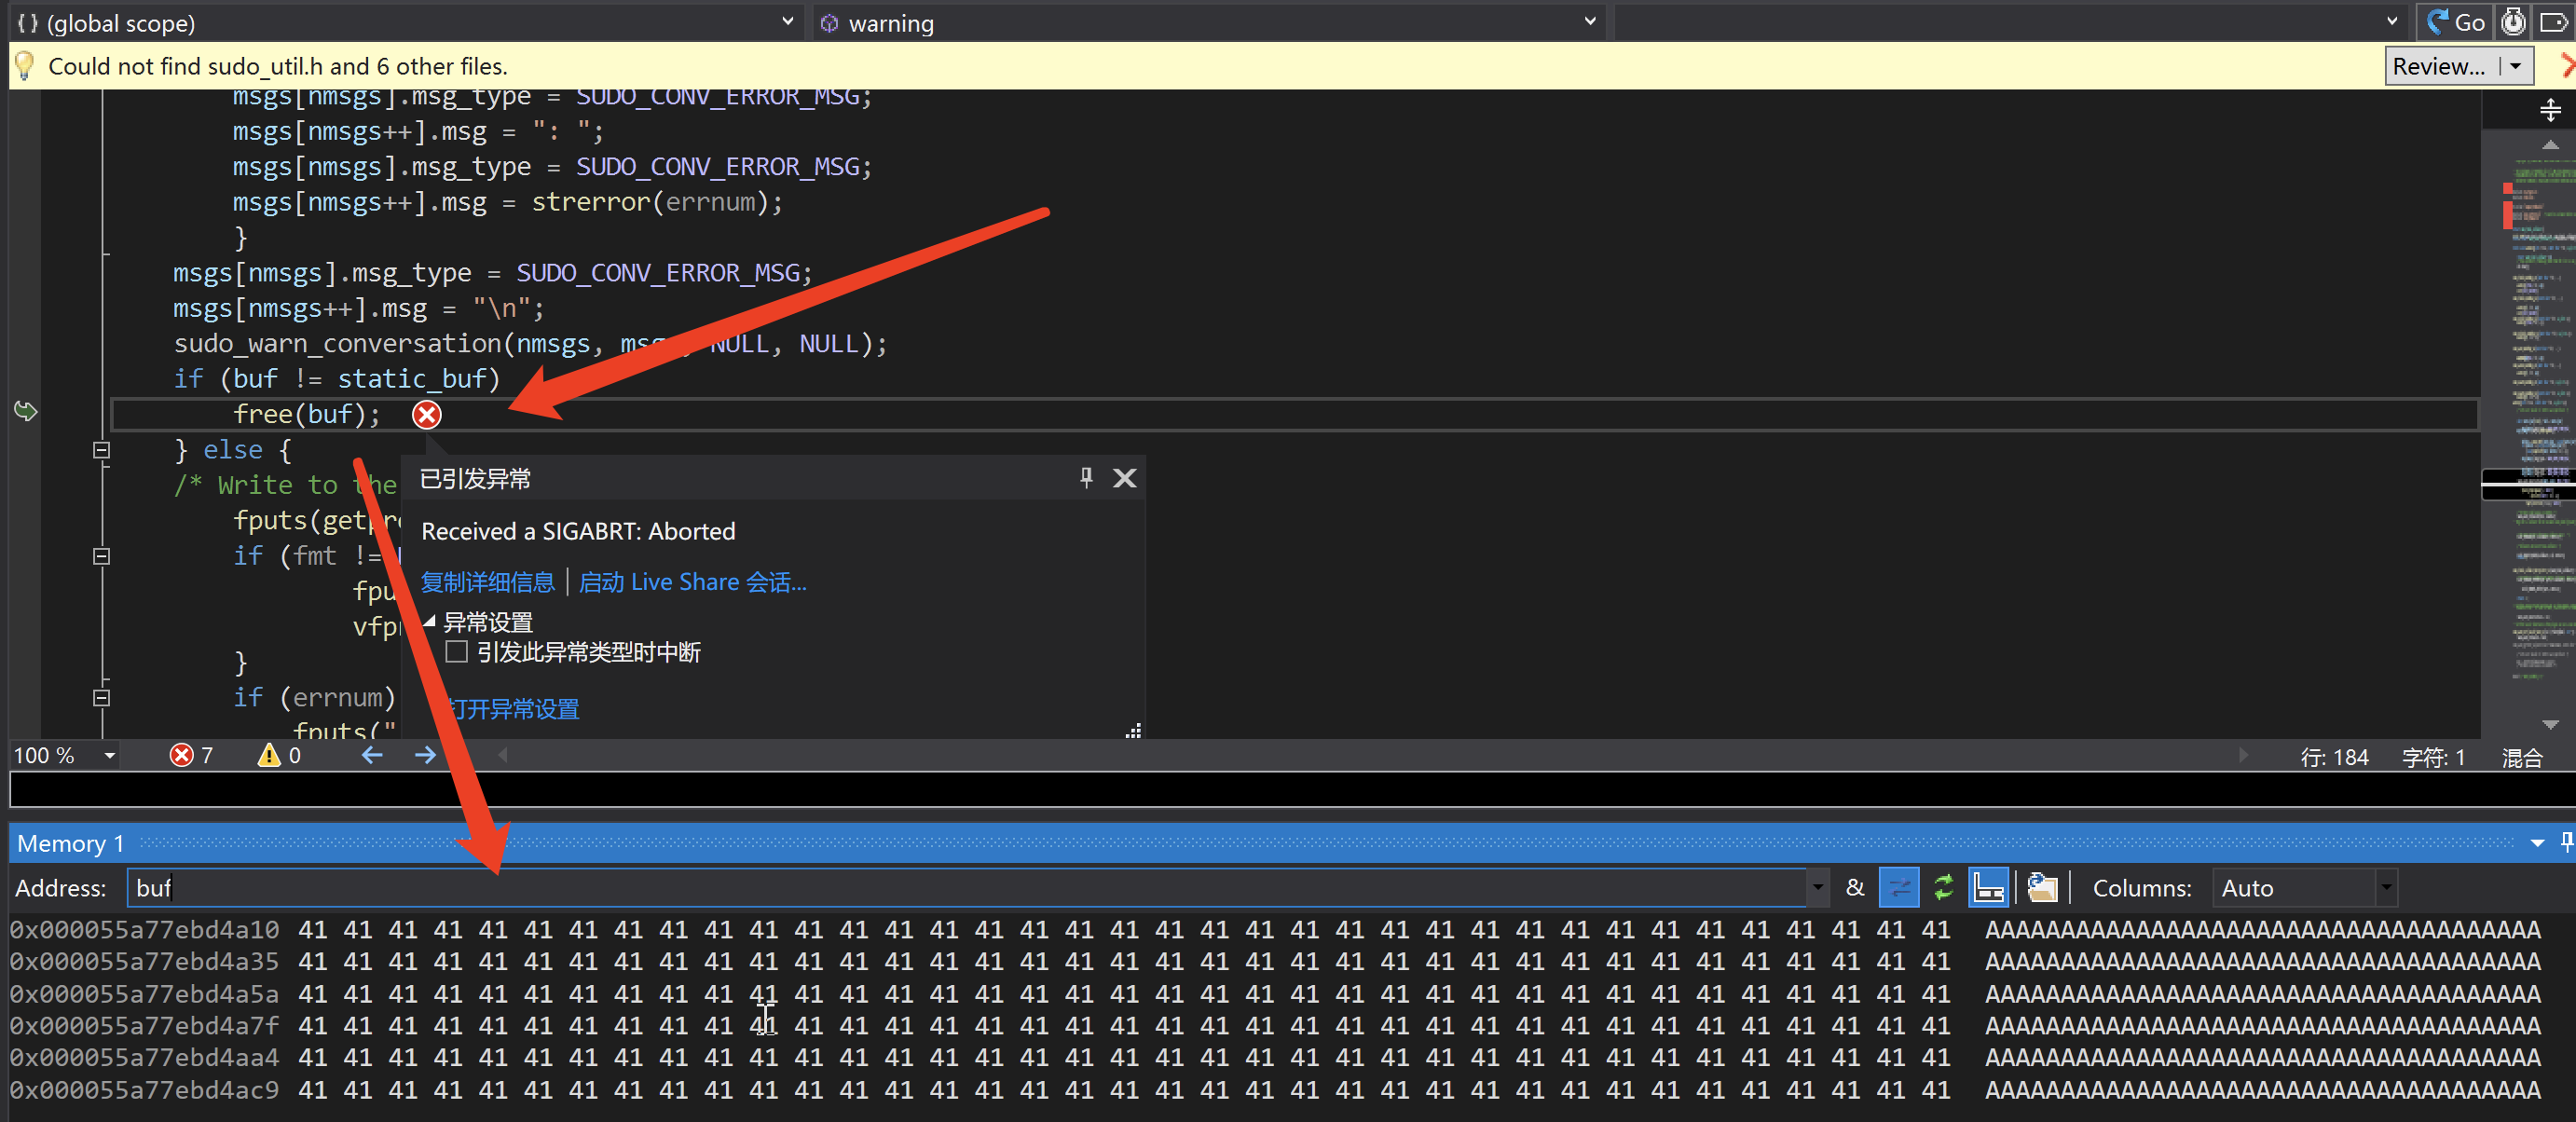 { } (global scope) warning Go
Could not find sudo_util.h and 6 other files. Review...
msgs[nmsgs].msg_type = SUDO_CONV_ERROR_MSG;
msgs[nmsgs++].msg = ": ";
msgs[nmsgs].msg_type = SUDO_CONV_ERROR_MSG;
msgs[nmsgs++].msg = strerror(errnum);
}
msgs[nmsgs].msg_type = SUDO_CONV_ERROR_MSG;
msgs[nmsgs++].msg = "\n";
sudo_warn_conversation(nmsgs, NULL, NULL);
if (buf != static_buf)
free(buf);
} else {
/* Write to the
fputs(
if (fmt !=
}
if (errnum)
fputs("
已引发异常
Received a SIGABRT: Aborted
复制详细信息 | 启动 Live Share 会话...
异常设置
引发此异常类型时中断
打开异常设置
100 % 7 0 行: 184 字符: 1 混合
Memory 1
Address: buf & Columns: Auto
0x000055a77ebd4a10 41 41 41 41 41 41 41 41 41 41 41 41 41 41 41 41 41 41 41 41 41 41 41 41 41 41 41 41 41 41 41 41 41 41 41 41 41 AAAAAAAAAAAAAAAAAAAAAAAAAAAAAAAAAAAAA
0x000055a77ebd4a35 41 41 41 41 41 41 41 41 41 41 41 41 41 41 41 41 41 41 41 41 41 41 41 41 41 41 41 41 41 41 41 41 41 41 41 41 41 AAAAAAAAAAAAAAAAAAAAAAAAAAAAAAAAAAAAA
0x000055a77ebd4a5a 41 41 41 41 41 41 41 41 41 41 41 41 41 41 41 41 41 41 41 41 41 41 41 41 41 41 41 41 41 41 41 41 41 41 41 41 41 AAAAAAAAAAAAAAAAAAAAAAAAAAAAAAAAAAAAA
0x000055a77ebd4a7f 41 41 41 41 41 41 41 41 41 41 41 41 41 41 41 41 41 41 41 41 41 41 41 41 41 41 41 41 41 41 41 41 41 41 41 41 41 AAAAAAAAAAAAAAAAAAAAAAAAAAAAAAAAAAAAA
0x000055a77ebd4aa4 41 41 41 41 41 41 41 41 41 41 41 41 41 41 41 41 41 41 41 41 41 41 41 41 41 41 41 41 41 41 41 41 41 41 41 41 41 AAAAAAAAAAAAAAAAAAAAAAAAAAAAAAAAAAAAA
0x000055a77ebd4ac9 41 41 41 41 41 41 41 41 41 41 41 41 41 41 41 41 41 41 41 41 41 41 41 41 41 41 41 41 41 41 41 41 41 41 41 41 41 AAAAAAAAAAAAAAAAAAAAAAAAAAAAAAAAAAAAA